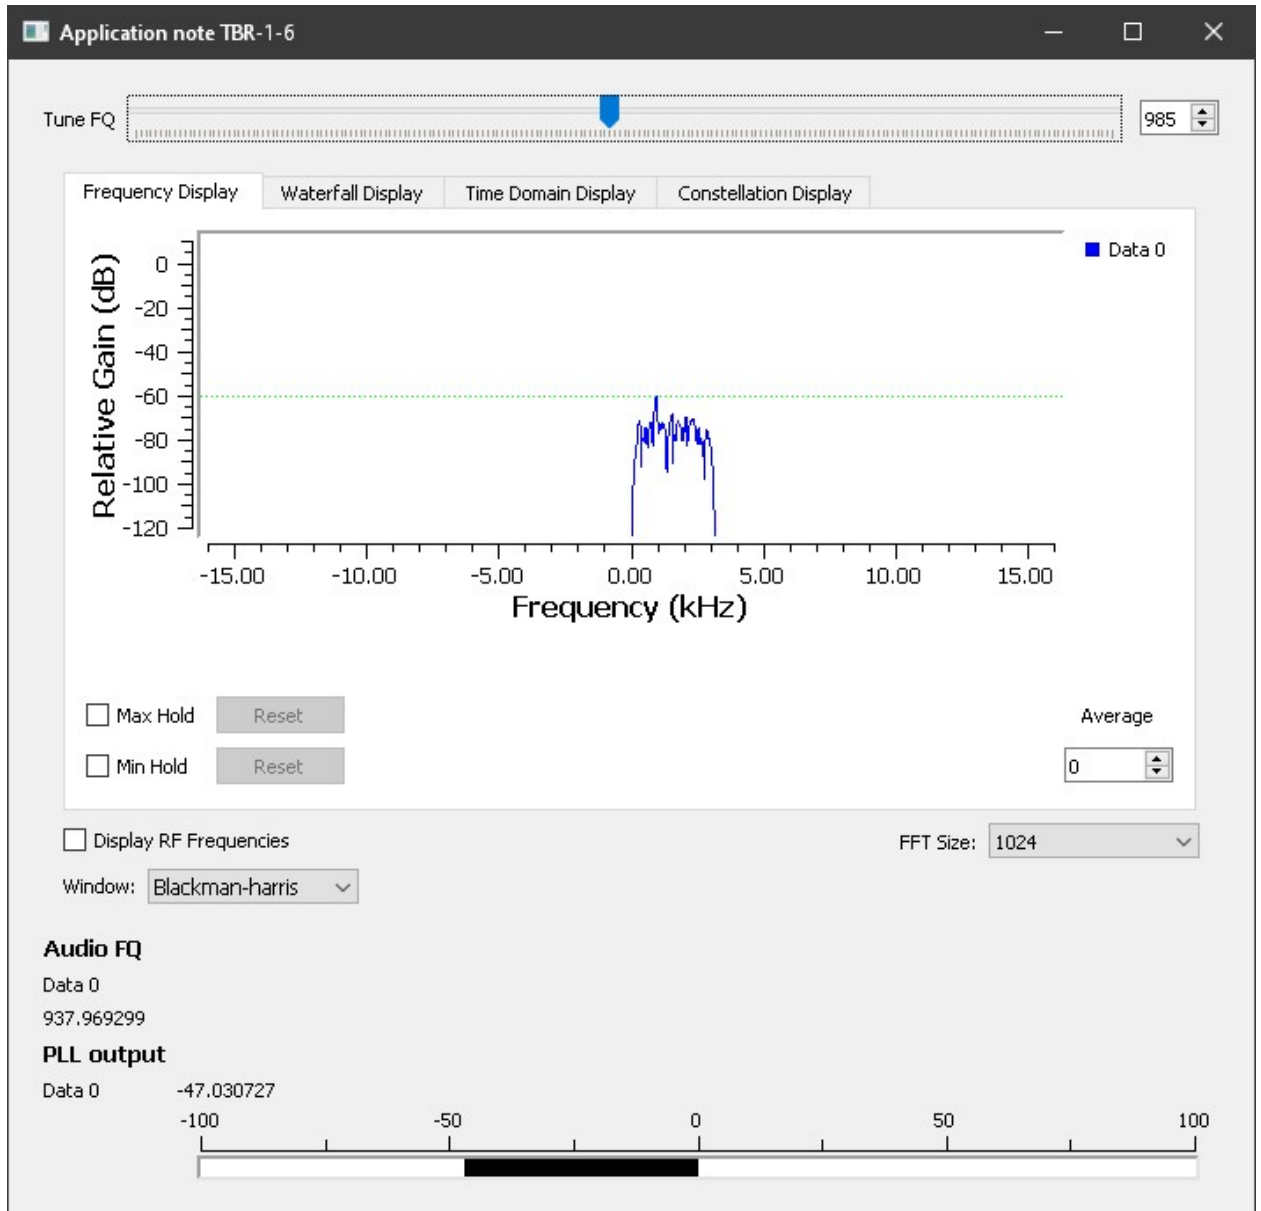 Application note TBR-1-6
Tune FQ 985
Frequency Display Waterfall Display Time Domain Display Constellation Display
Relative Gain (dB)
0
-20
-40
-60
-80
-100
-120
Data 0
-15.00 -10.00 -5.00 0.00 5.00 10.00 15.00
Frequency (kHz)
Max Hold Reset Average
Min Hold Reset 0
Display RF Frequencies FFT Size: 1024
Window: Blackman-harris
Audio FQ
Data 0
937.969299
PLL output
Data 0 -47.030727
-100 -50 0 50 100